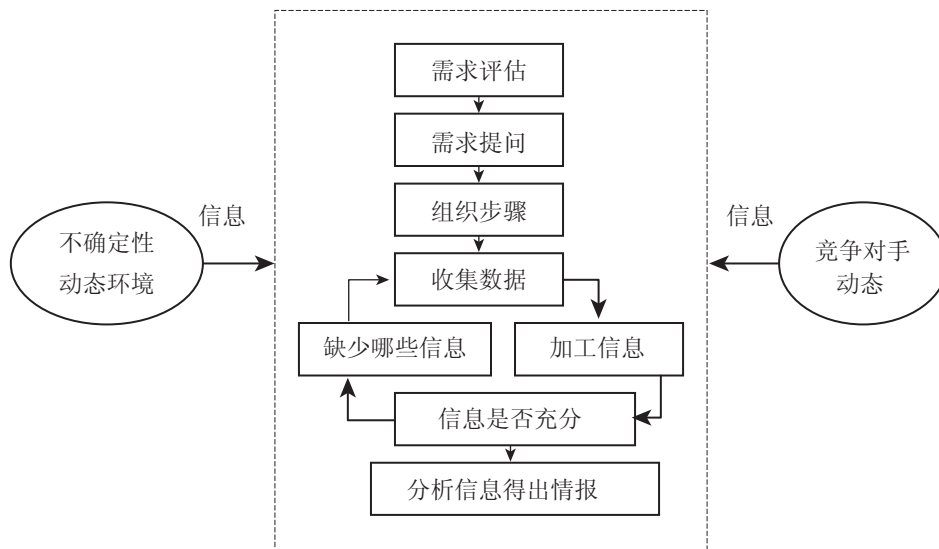 需求评估
需求提问
组织步骤
信息
不确定性
动态环境
收集数据
信息
竞争对手
动态
缺少哪些信息
加工信息
信息是否充分
分析信息得出情报